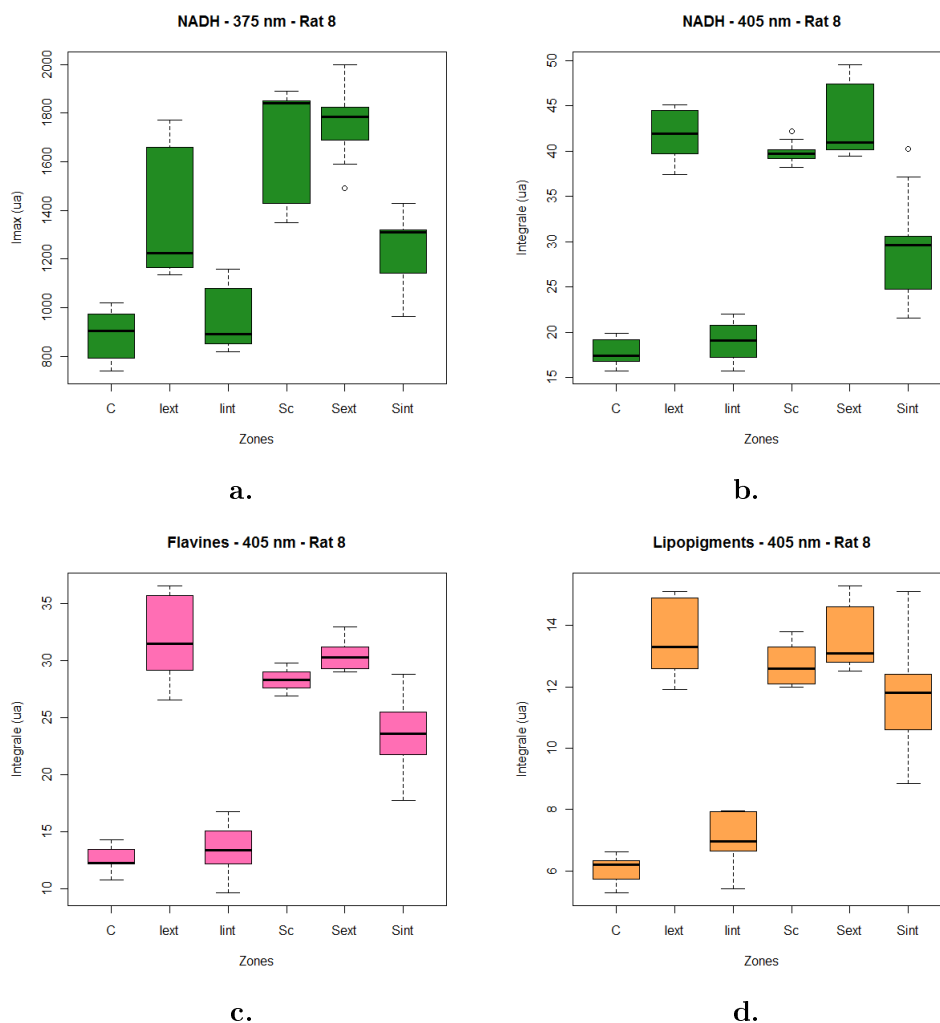 NADH - 375 nm - Rat 8
Imax (ua)
2000
1800
1600
1400
1200
1000
800
C Iext Iint Sc Sext Sint
Zones
a.
NADH - 405 nm - Rat 8
Integrale (ua)
50
45
40
35
30
25
20
15
C Iext Iint Sc Sext Sint
Zones
b.
Flavines - 405 nm - Rat 8
Integrale (ua)
35
30
25
20
15
10
C Iext Iint Sc Sext Sint
Zones
c.
Lipopigments - 405 nm - Rat 8
Integrale (ua)
14
12
10
8
6
C Iext Iint Sc Sext Sint
Zones
d.